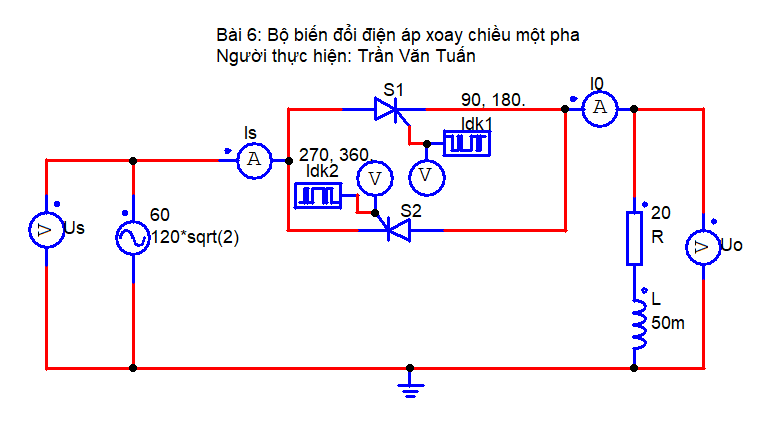 Bài 6: Bộ biến đổi điện áp xoay chiều một pha
Người thực hiện: Trần Văn Tuấn
S1
90, 180.
I0
A
Idk1
Is
A
270, 360.
Idk2
V
V
S2
Us
V
60
120*sqrt(2)
20
R
V
Uo
L
50m